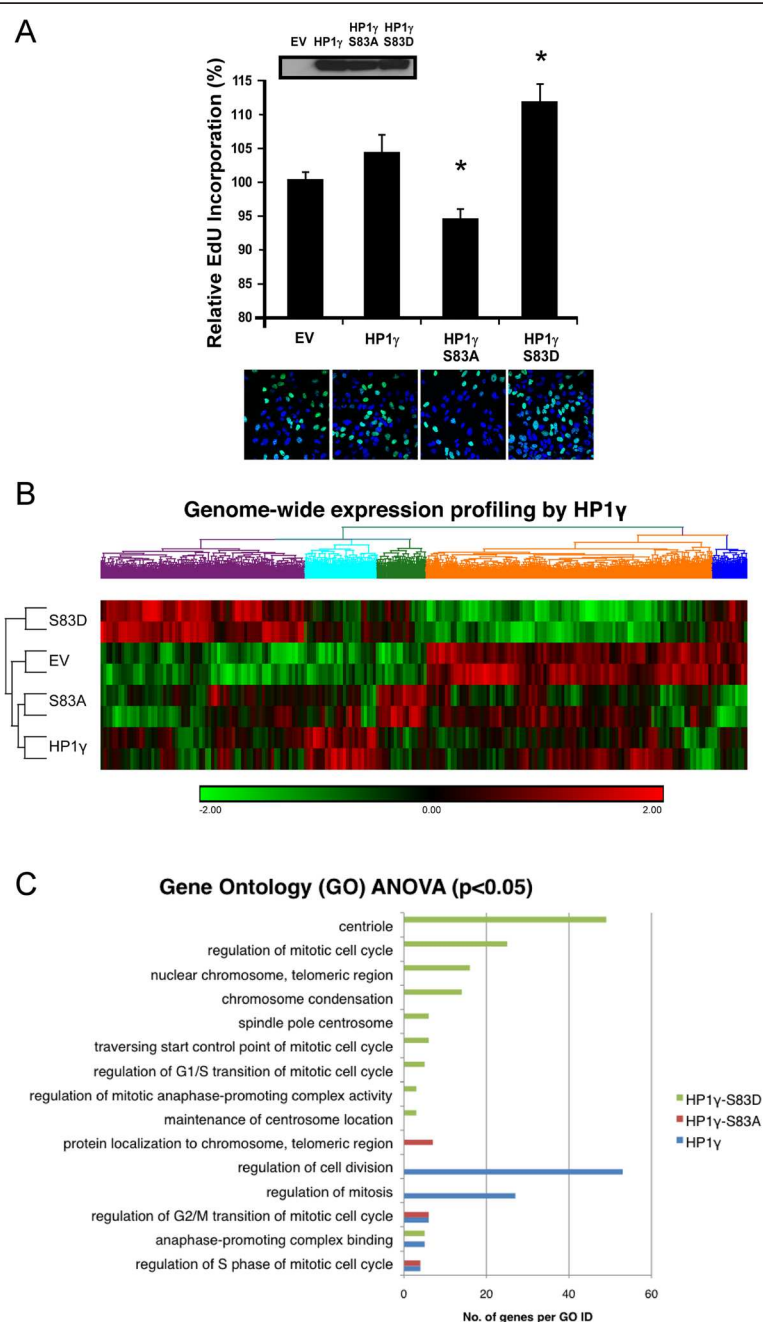 A
EV HP1γ HP1γ S83A HP1γ S83D
Relative EdU Incorporation (%)
115
110
105
100
95
90
85
80
*
*
EV
HP1γ
HP1γ S83A
HP1γ S83D
B
Genome-wide expression profiling by HP1γ
S83D
EV
S83A
HP1γ
-2.00 0.00 2.00
C
Gene Ontology (GO) ANOVA (p<0.05)
centriole
regulation of mitotic cell cycle
nuclear chromosome, telomeric region
chromosome condensation
spindle pole centrosome
traversing start control point of mitotic cell cycle
regulation of G1/S transition of mitotic cell cycle
regulation of mitotic anaphase-promoting complex activity
maintenance of centrosome location
protein localization to chromosome, telomeric region
regulation of cell division
regulation of mitosis
regulation of G2/M transition of mitotic cell cycle
anaphase-promoting complex binding
regulation of S phase of mitotic cell cycle
HP1γ-S83D
HP1γ-S83A
HP1γ
0 20 40 60
No. of genes per GO ID